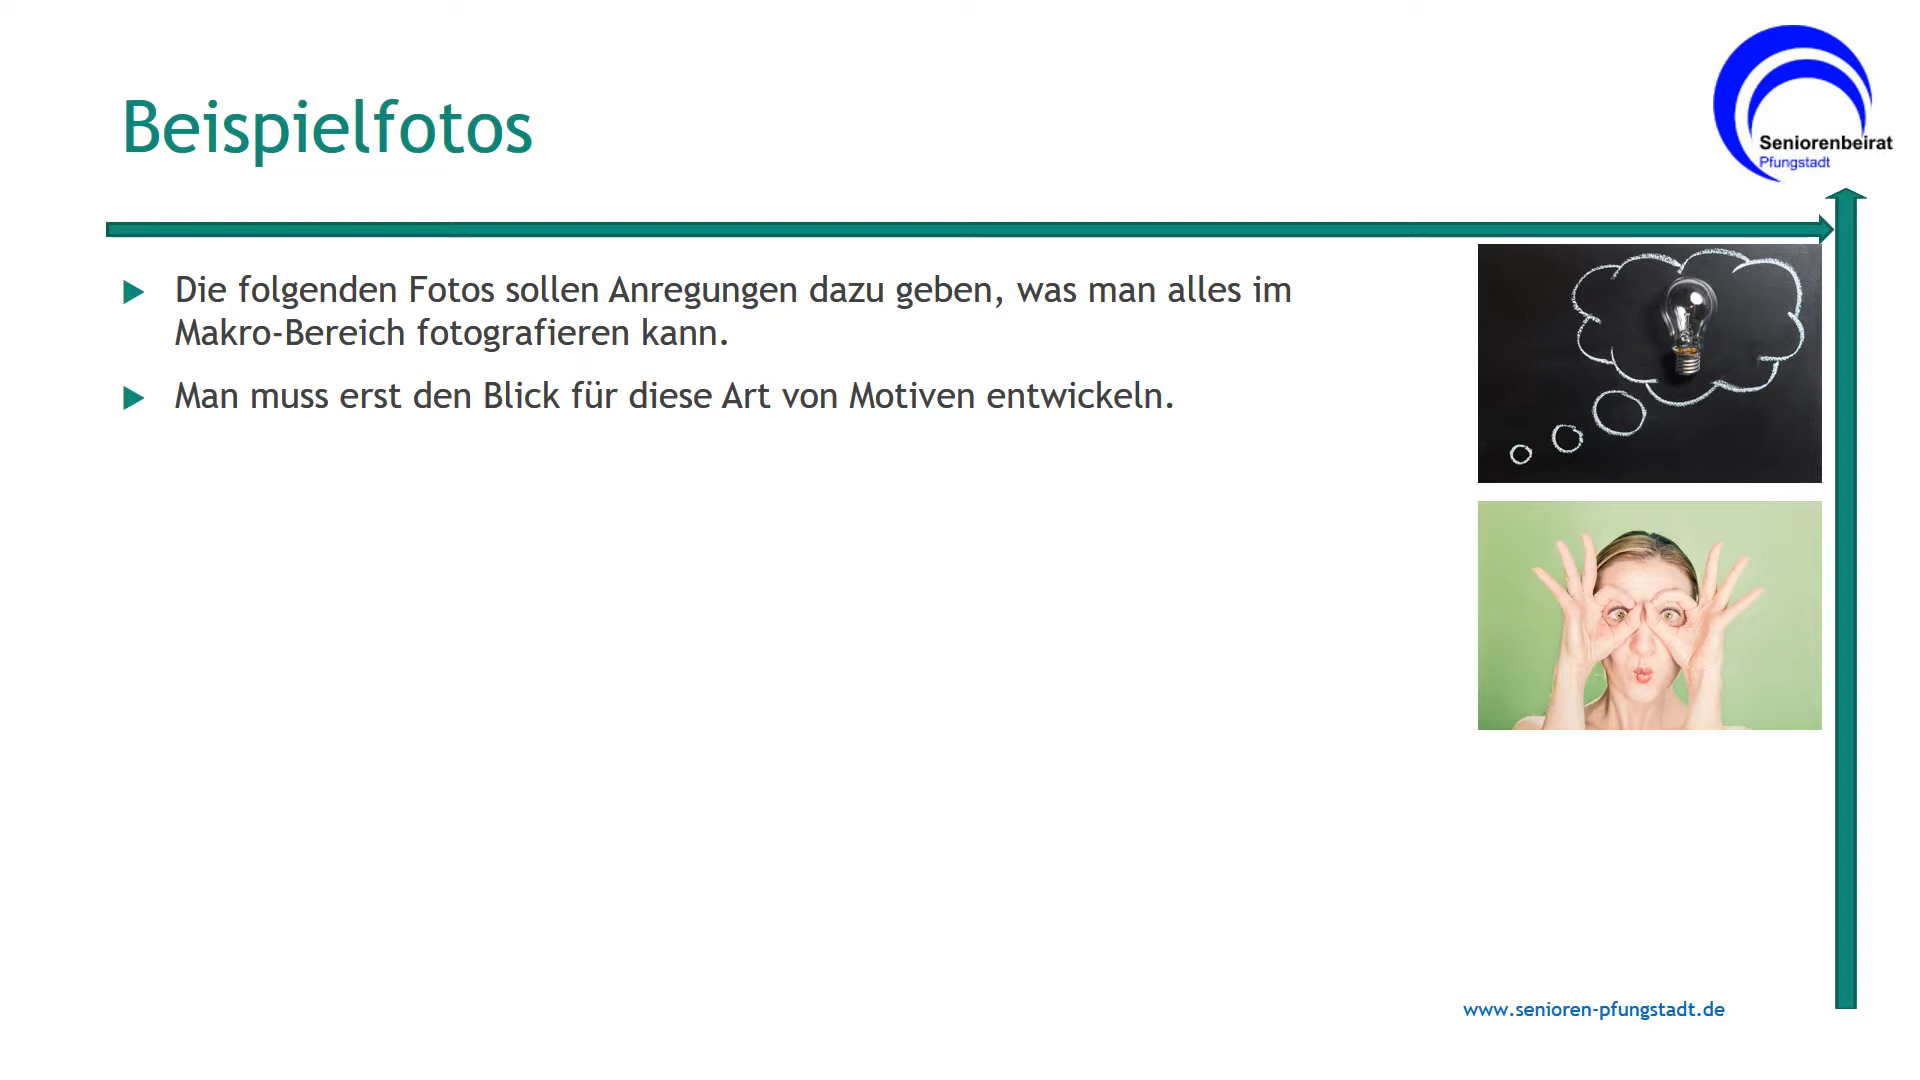 Beispielfotos
Seniorenbeirat
Pfungstadt
Die folgenden Fotos sollen Anregungen dazu geben, was man alles im
Makro-Bereich fotografieren kann.
Man muss erst den Blick für diese Art von Motiven entwickeln.
www.senioren-pfungstadt.de